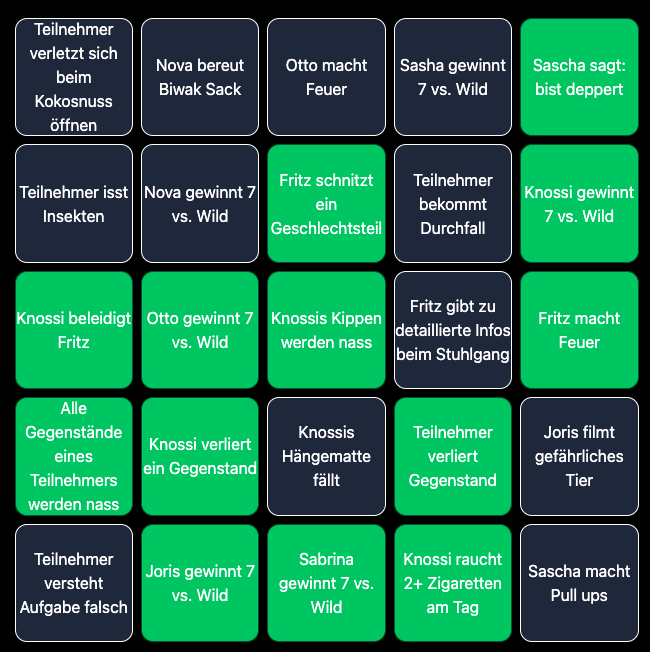 Teilnehmer
verletzt sich
beim
Kokosnuss
öffnen
Nova bereut
Biwak Sack
Otto macht
Feuer
Sasha gewinnt
7 vs. Wild
Sascha sagt:
bist deppert
Teilnehmer isst
Insekten
Nova gewinnt 7
vs. Wild
Fritz schnitzt
ein
Geschlechtsteil
Teilnehmer
bekommt
Durchfall
Knossi gewinnt
7 vs. Wild
Knossi beleidigt
Fritz
Otto gewinnt 7
vs. Wild
Knossis Kippen
werden nass
Fritz gibt zu
detaillierte Infos
beim Stuhlgang
Fritz macht
Feuer
Alle
Gegenstände
eines
Teilnehmers
werden nass
Knossi verliert
ein Gegenstand
Knossis
Hängematte
fällt
Teilnehmer
verliert
Gegenstand
Joris filmt
gefährliches
Tier
Teilnehmer
versteht
Aufgabe falsch
Joris gewinnt 7
vs. Wild
Sabrina
gewinnt 7 vs.
Wild
Knossi raucht
2+ Zigaretten
am Tag
Sascha macht
Pull ups